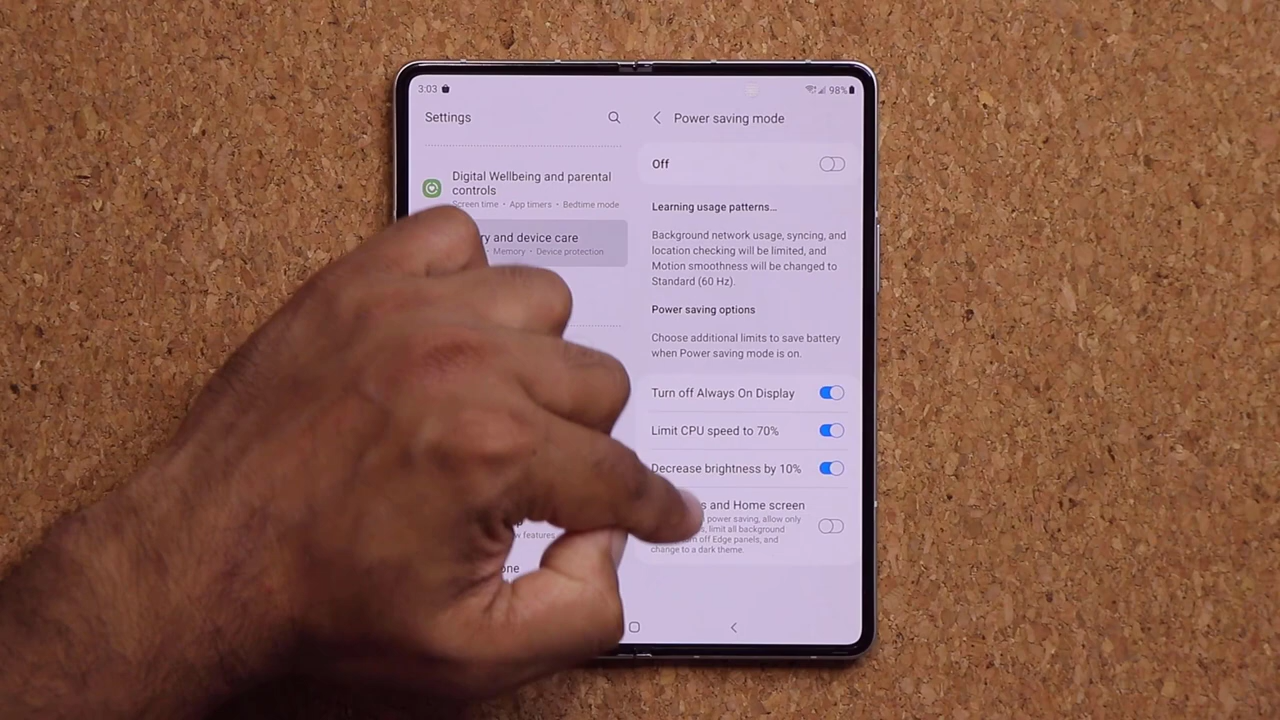 3:03
98%
Settings
Digital Wellbeing and parental
controls
Screen time • App timers • Bedtime mode
and device care
• Memory • Device protection
features
Power saving mode
Off
Learning usage patterns...
Background network usage, syncing, and
location checking will be limited, and
Motion smoothness will be changed to
Standard (60 Hz).
Power saving options
Choose additional limits to save battery
when Power saving mode is on.
Turn off Always On Display
Limit CPU speed to 70%
Decrease brightness by 10%
and Home screen
power saving, allow only
limit all background
off Edge panels, and
change to a dark theme.